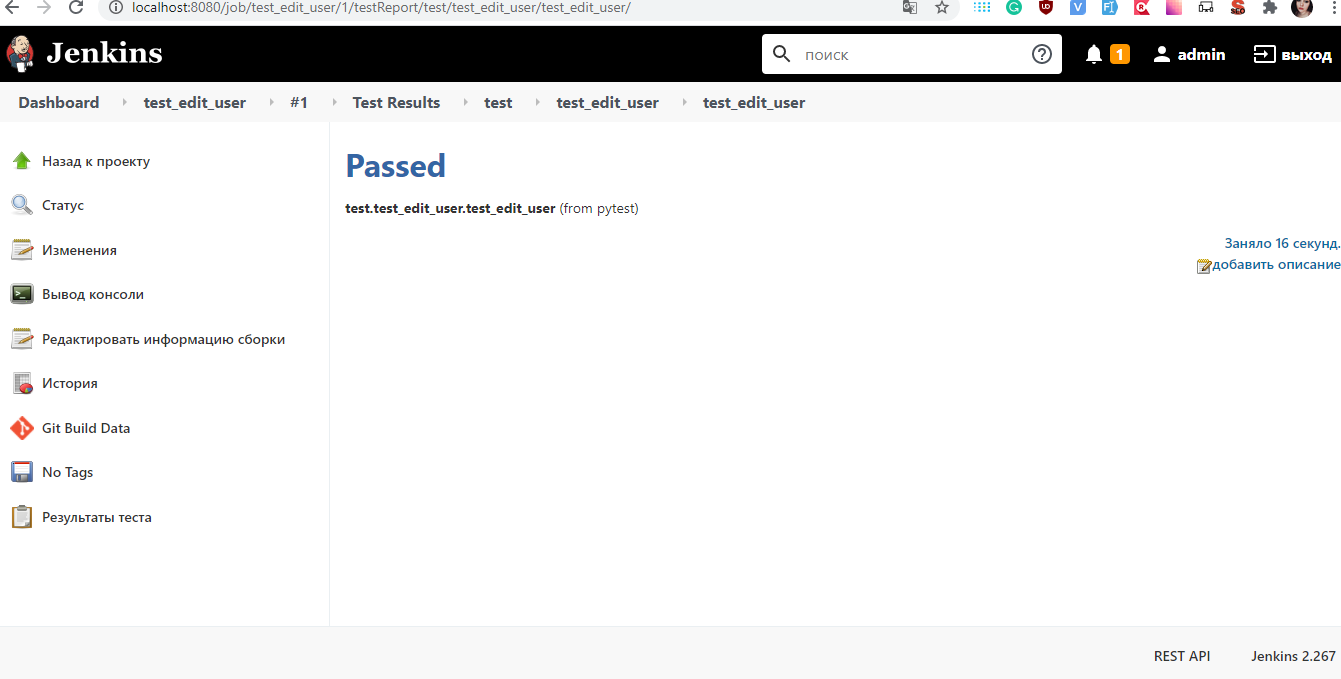 localhost:8080/job/test_edit_user/1/testReport/test/test_edit_user/test_edit_user/
Jenkins
поиск
1
admin
выход
Dashboard test_edit_user #1 Test Results test test_edit_user test_edit_user
Назад к проекту
Статус
Изменения
Вывод консоли
Редактировать информацию сборки
История
Git Build Data
No Tags
Результаты теста
Passed
test.test_edit_user.test_edit_user (from pytest)
Заняло 16 секунд.
добавить описание
REST API Jenkins 2.267